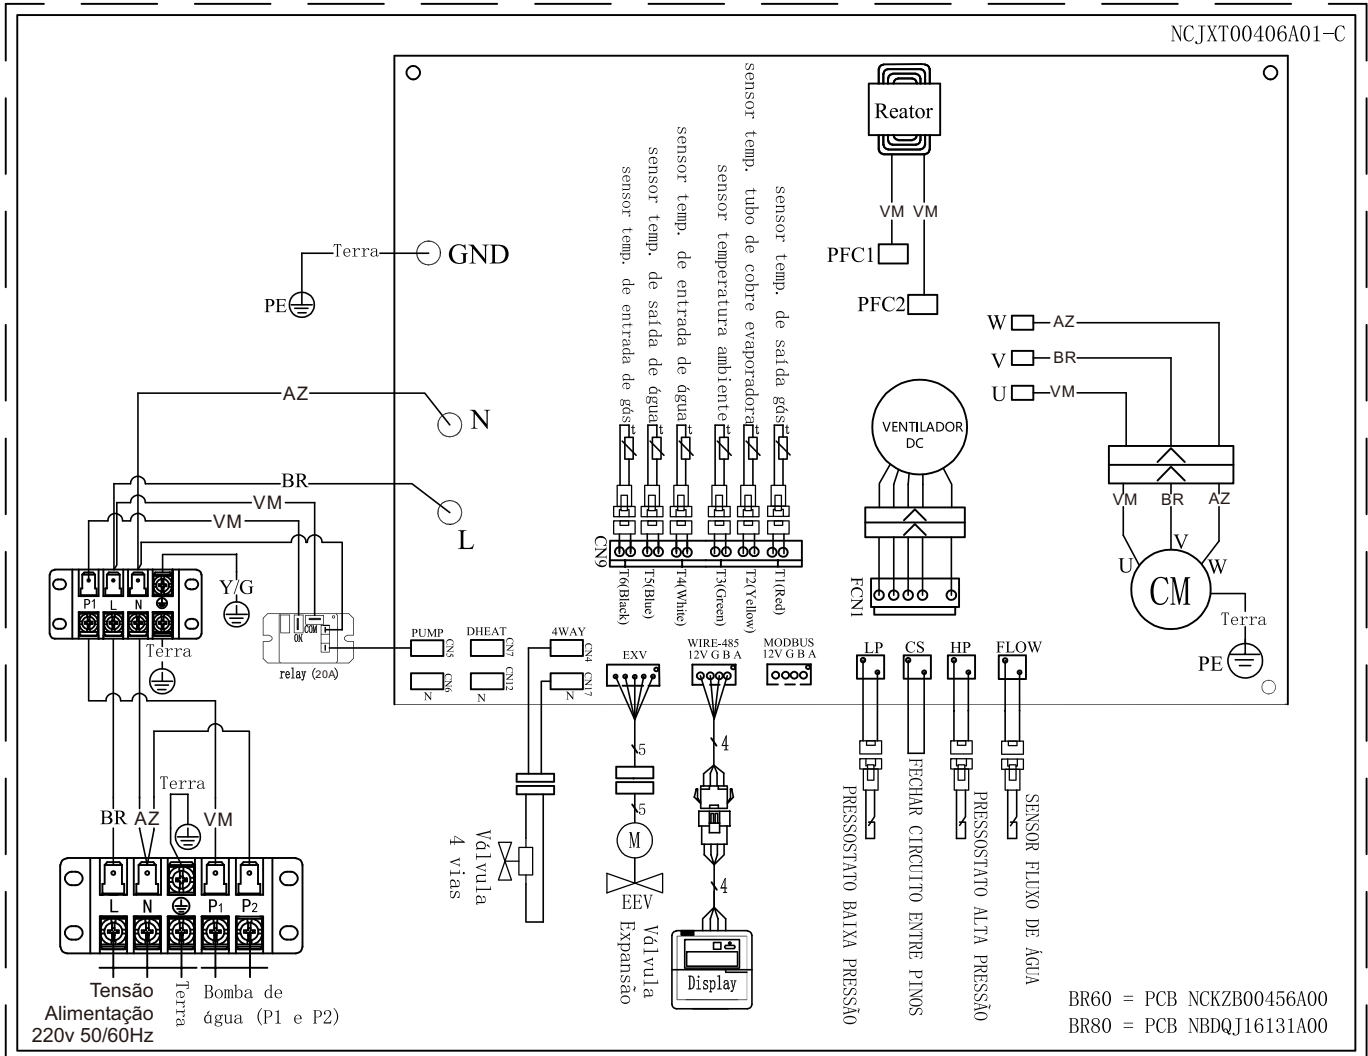 NCJXT00406A01-C
Reator
VM VM
PFC1
PFC2
sensor temp. de entrada de gás
sensor temp. de saída de água
sensor temp. de entrada de água
sensor temperatura ambiente
sensor temp. tubo de cobre evaporadora
sensor temp. de saída gás
t t t t t t
CN9
T6(Black)
T5(Blue)
T4(White)
T3(Green)
T2(Yellow)
T1(Red)
Terra
GND
PE
AZ
N
BR
L
VM
VM
W AZ
V BR
U VM
VENTILADOR
DC
FCN1
VM BR AZ
U V W
CM
Terra
PE
Y/G
P1 L N
Terra
OK COM
relay (20A)
PUMP CN5
CN6
N
DHEAT CN7
CN12
N
4WAY CN4
CN17
N
EXV
WIRE-485
12V G B A
MODBUS
12V G B A
LP CS HP FLOW
5
5
M
EEV
Válvula
Expansão
4
4
Display
Válvula
4 vias
PRESSOSTATO BAIXA PRESSÃO
FECHAR CIRCUITO ENTRE PINOS
PRESSOSTATO ALTA PRESSÃO
SENSOR FLUXO DE ÁGUA
Terra
BR AZ VM
L N P1 P2
Tensão
Alimentação
220v 50/60Hz
Terra
Bomba de
água (P1 e P2)
BR60 = PCB NCKZB00456A00
BR80 = PCB NBDQJ16131A00